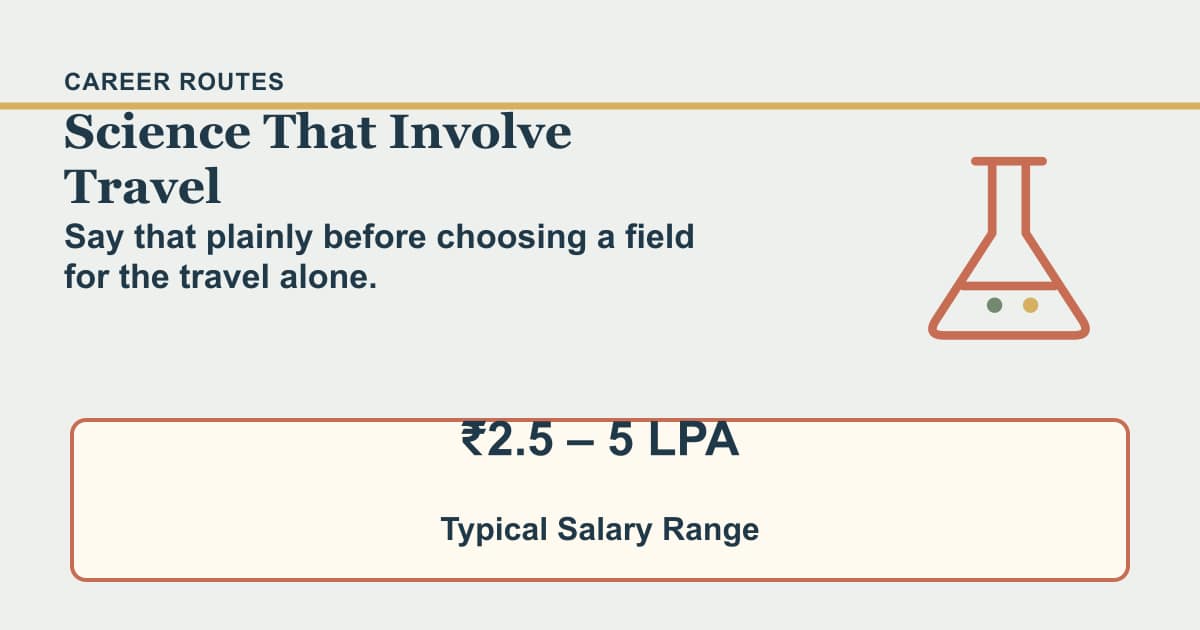 CAREER ROUTES
Science That Involve
Travel
Say that plainly before choosing a field
for the travel alone.
₹2.5 – 5 LPA
Typical Salary Range